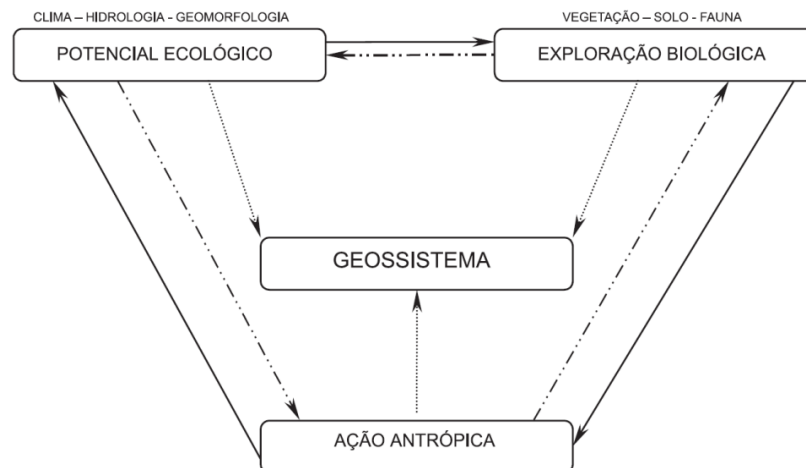 CLIMA – HIDROLOGIA - GEOMORFOLOGIA
VEGETAÇÃO – SOLO - FAUNA
POTENCIAL ECOLÓGICO
EXPLORAÇÃO BIOLÓGICA
GEOSSISTEMA
AÇÃO ANTRÓPICA